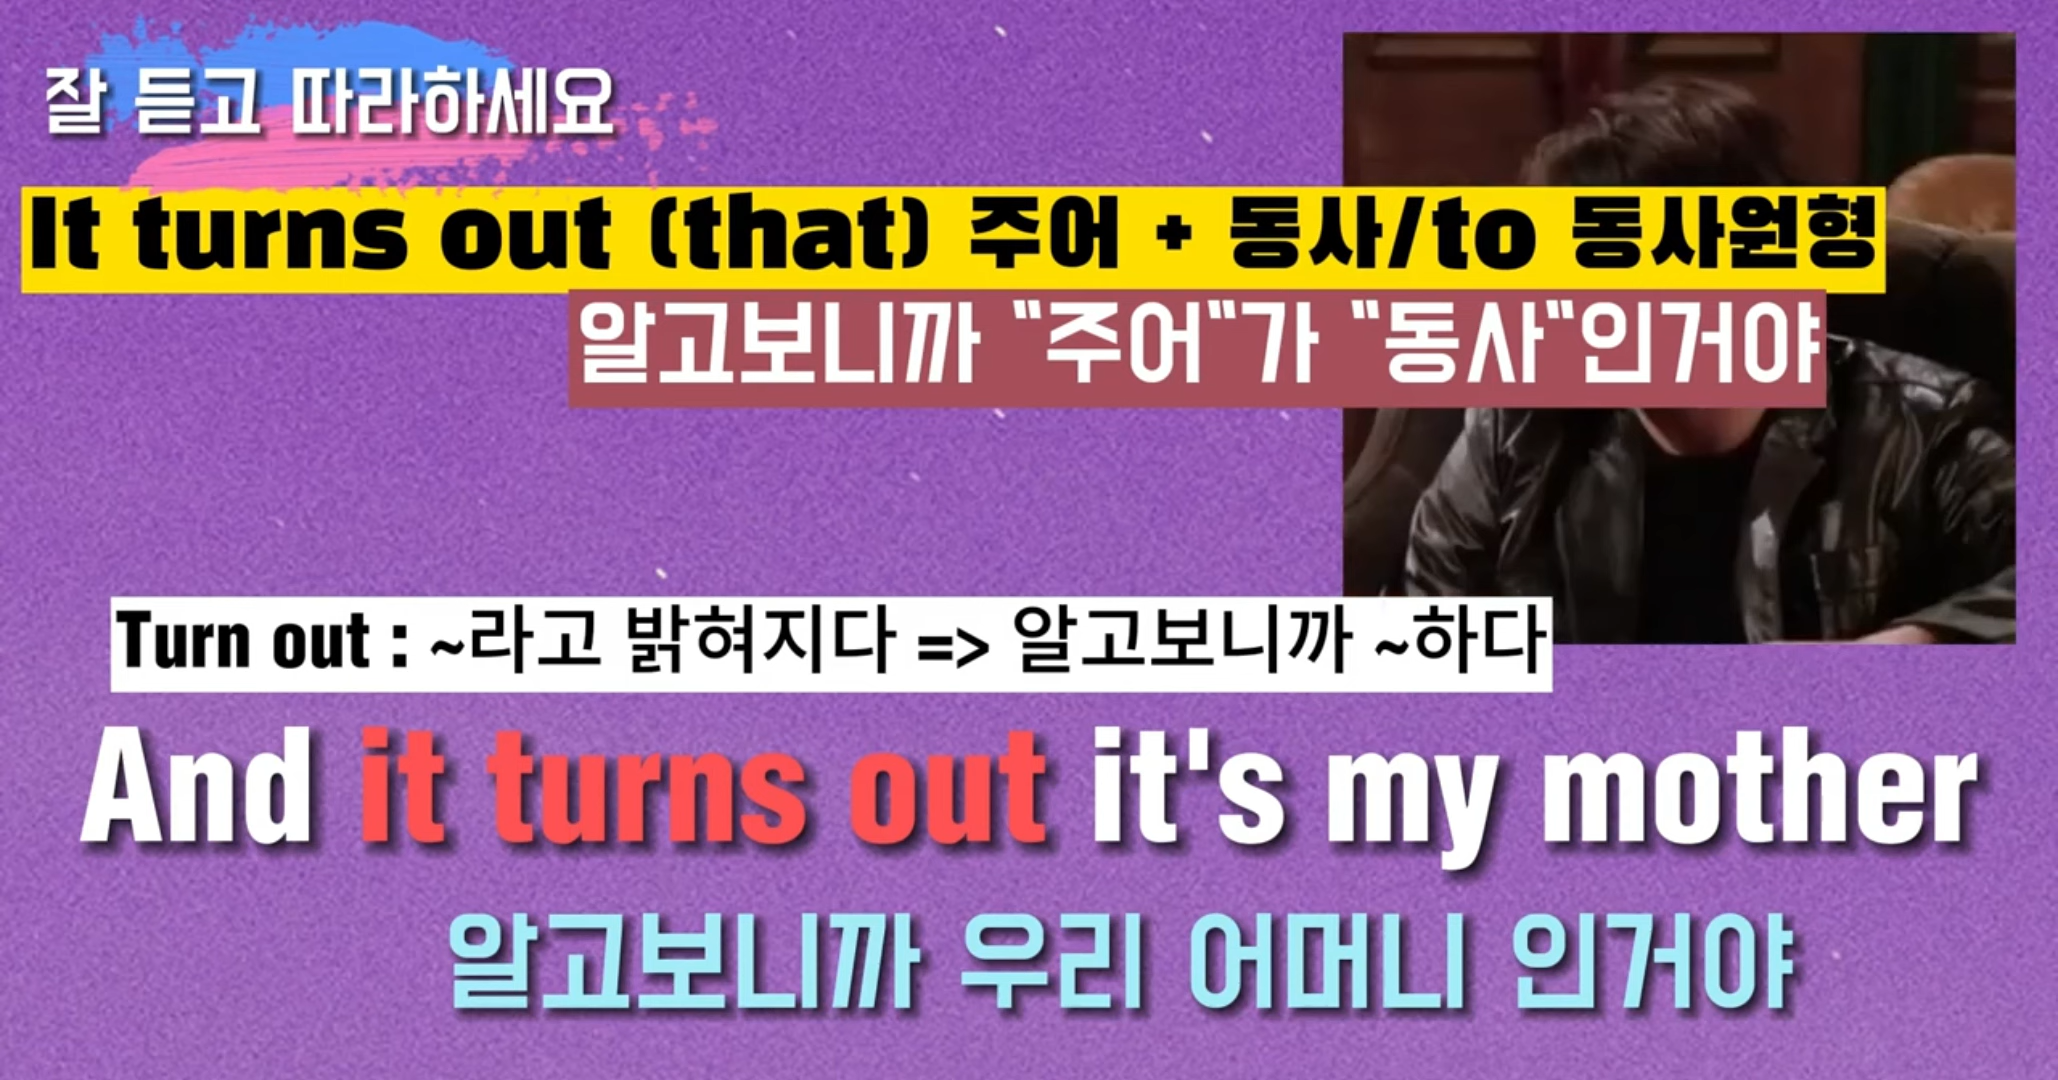 잘 듣고 따라하세요
It turns out (that) 주어 + 동사/to 동사원형
알고보니까 "주어"가 "동사"인거야
Turn out : ~라고 밝혀지다 => 알고보니까 ~하다
And it turns out it's my mother
알고보니까 우리 어머니 인거야